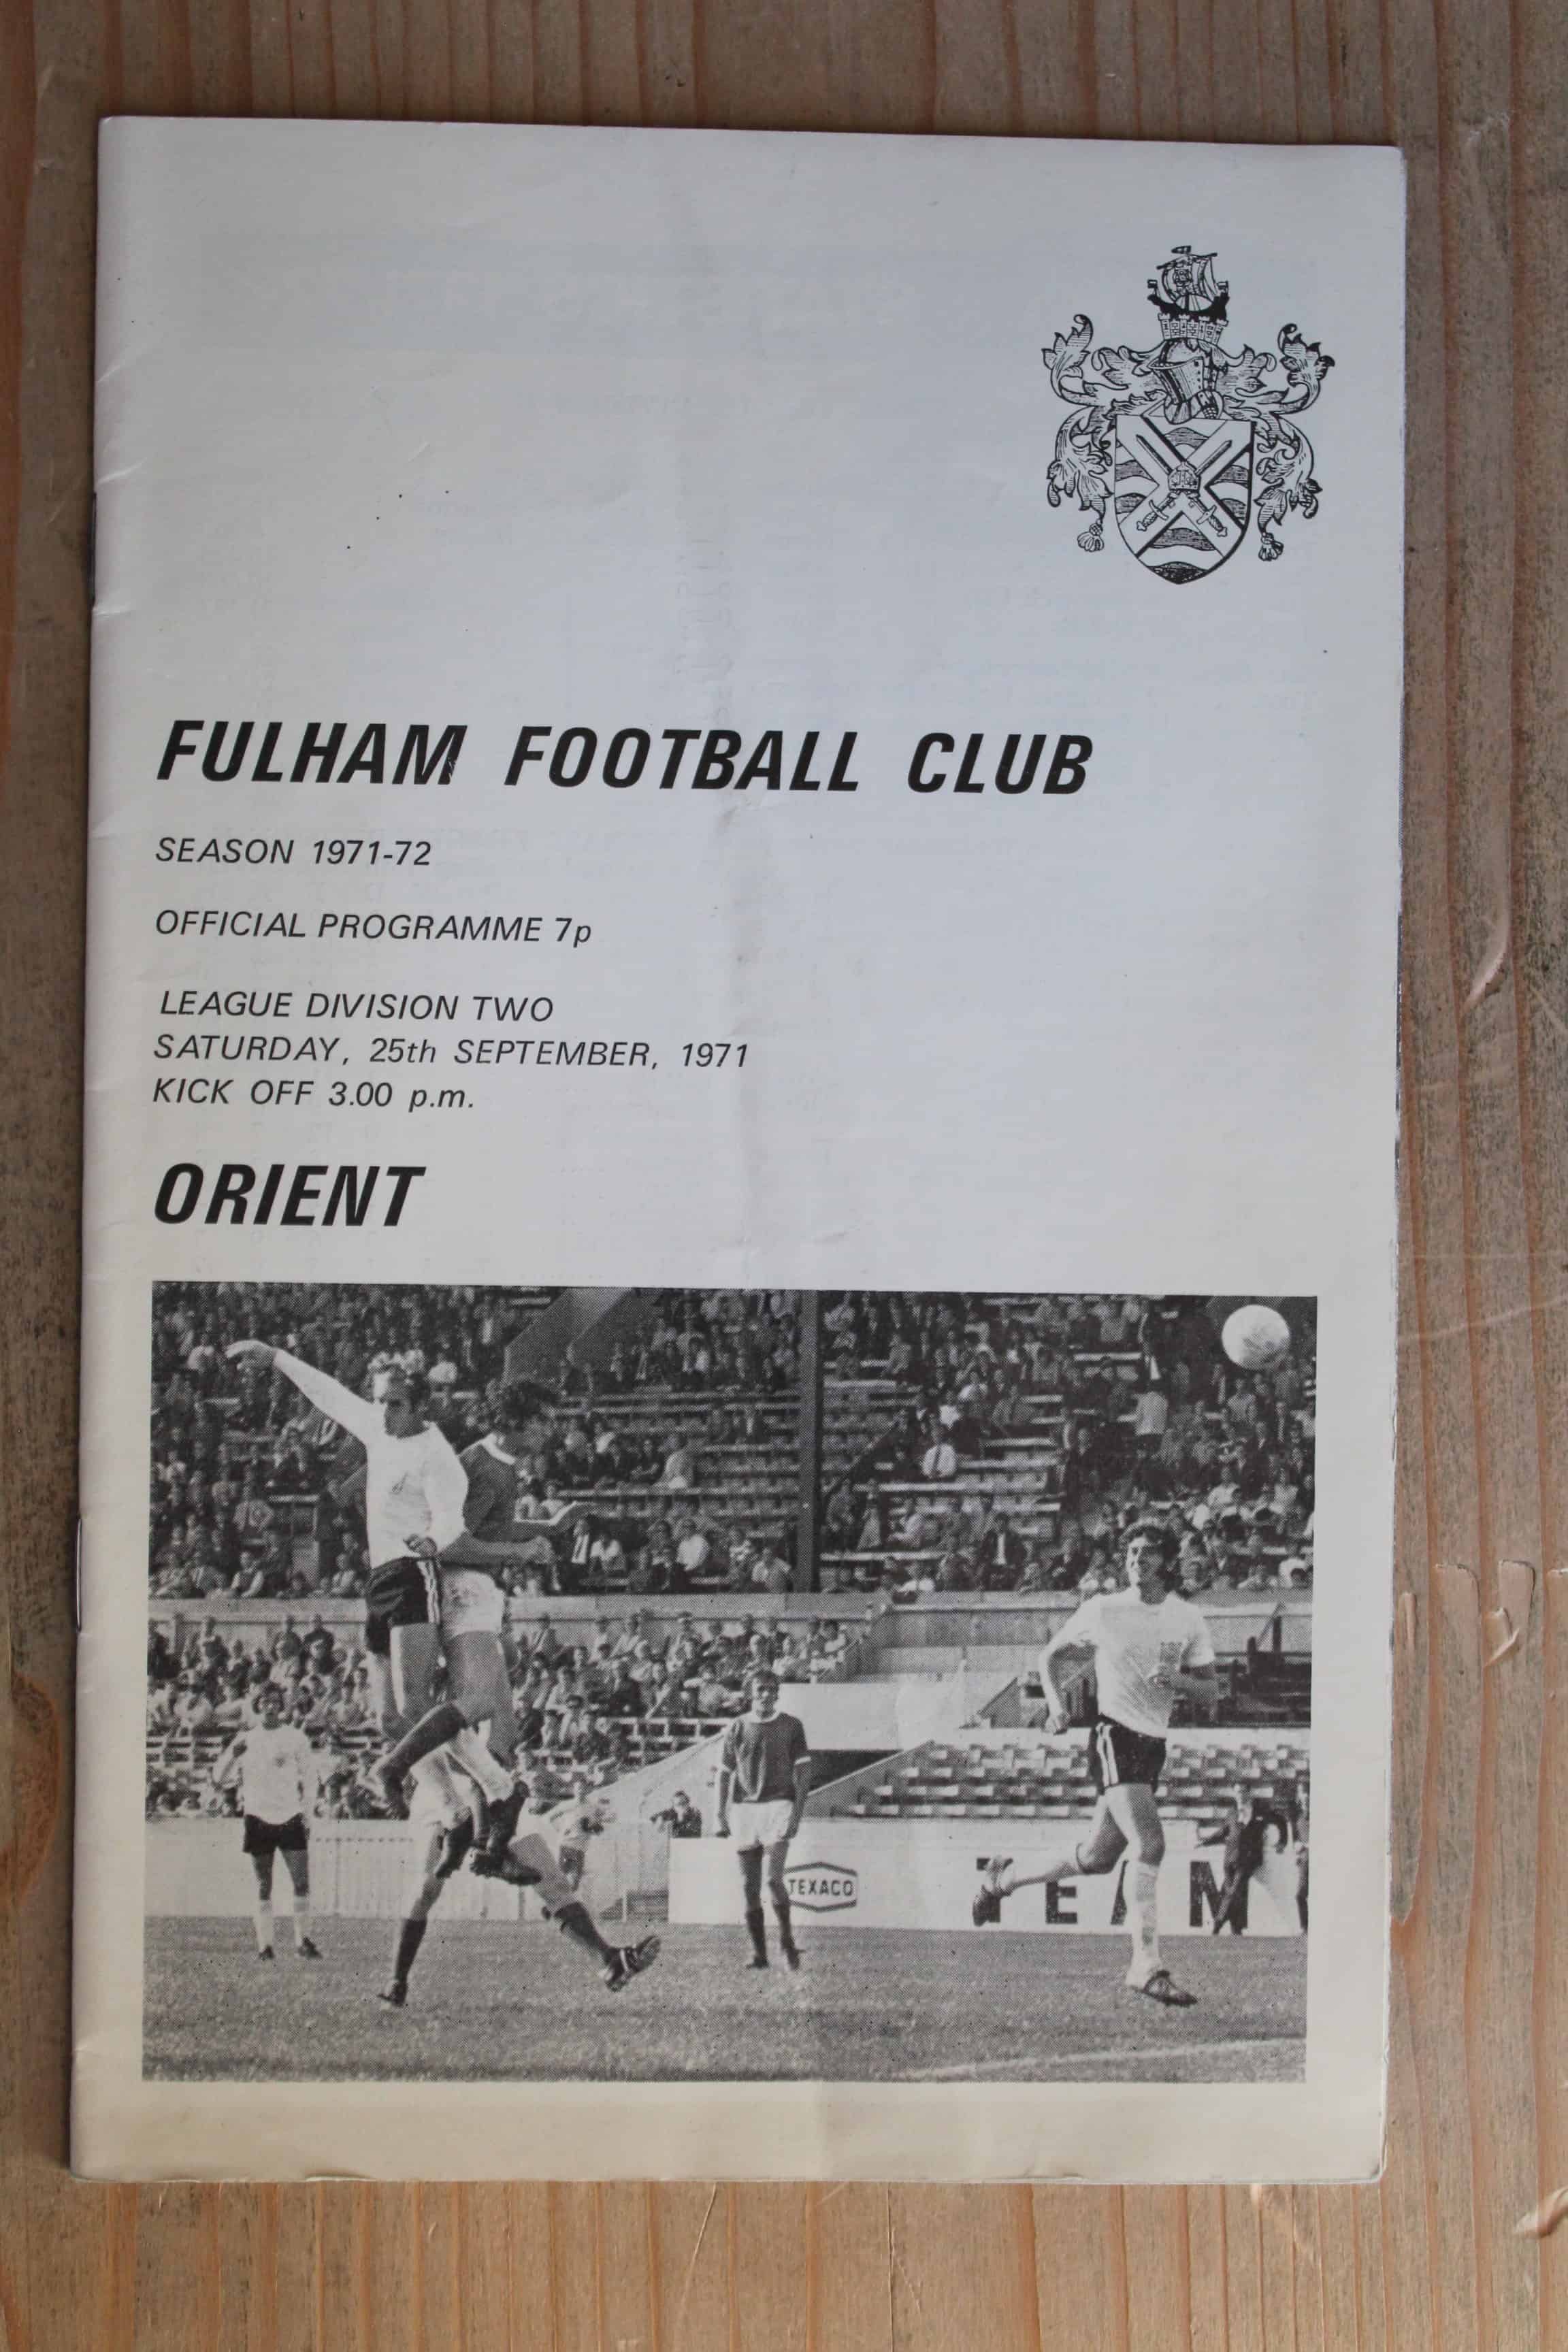 FULHAM FOOTBALL CLUB
SEASON 1971-72
OFFICIAL PROGRAMME 7p
LEAGUE DIVISION TWO
SATURDAY, 25th SEPTEMBER, 1971
KICK OFF 3.00 p.m.
ORIENT
TEXACO
TEAM